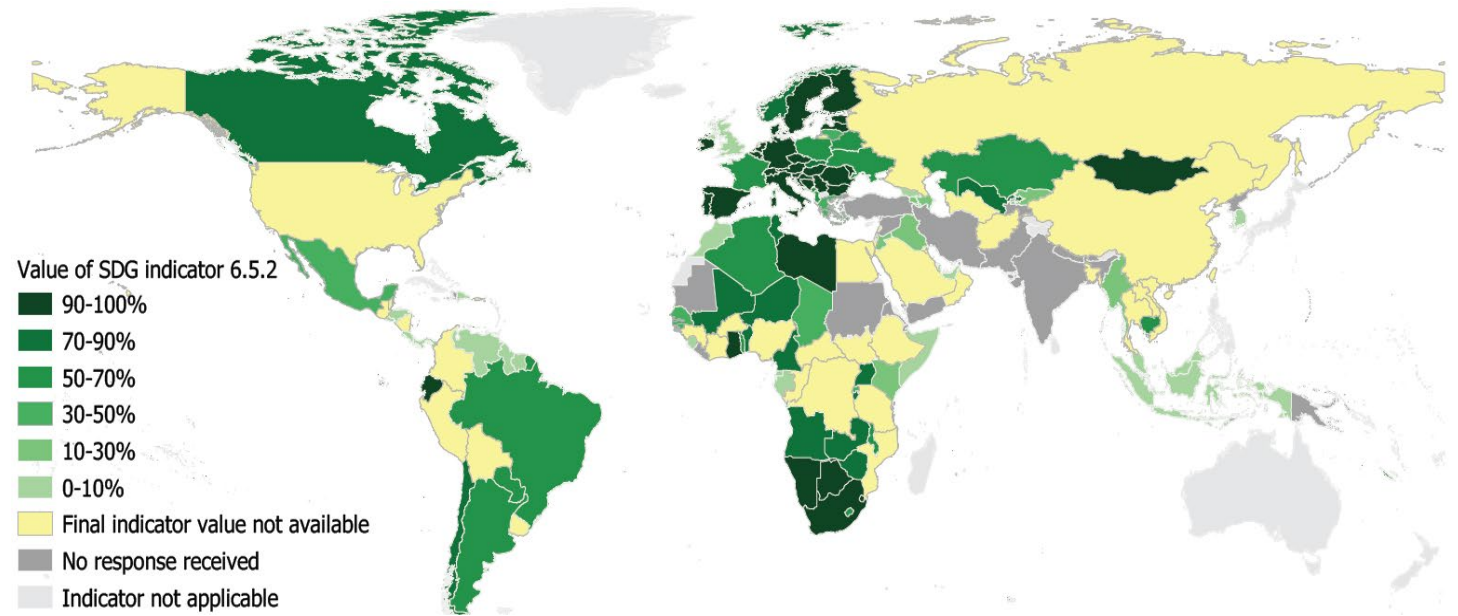 Value of SDG indicator 6.5.2
90-100%
70-90%
50-70%
30-50%
10-30%
0-10%
Final indicator value not available
No response received
Indicator not applicable